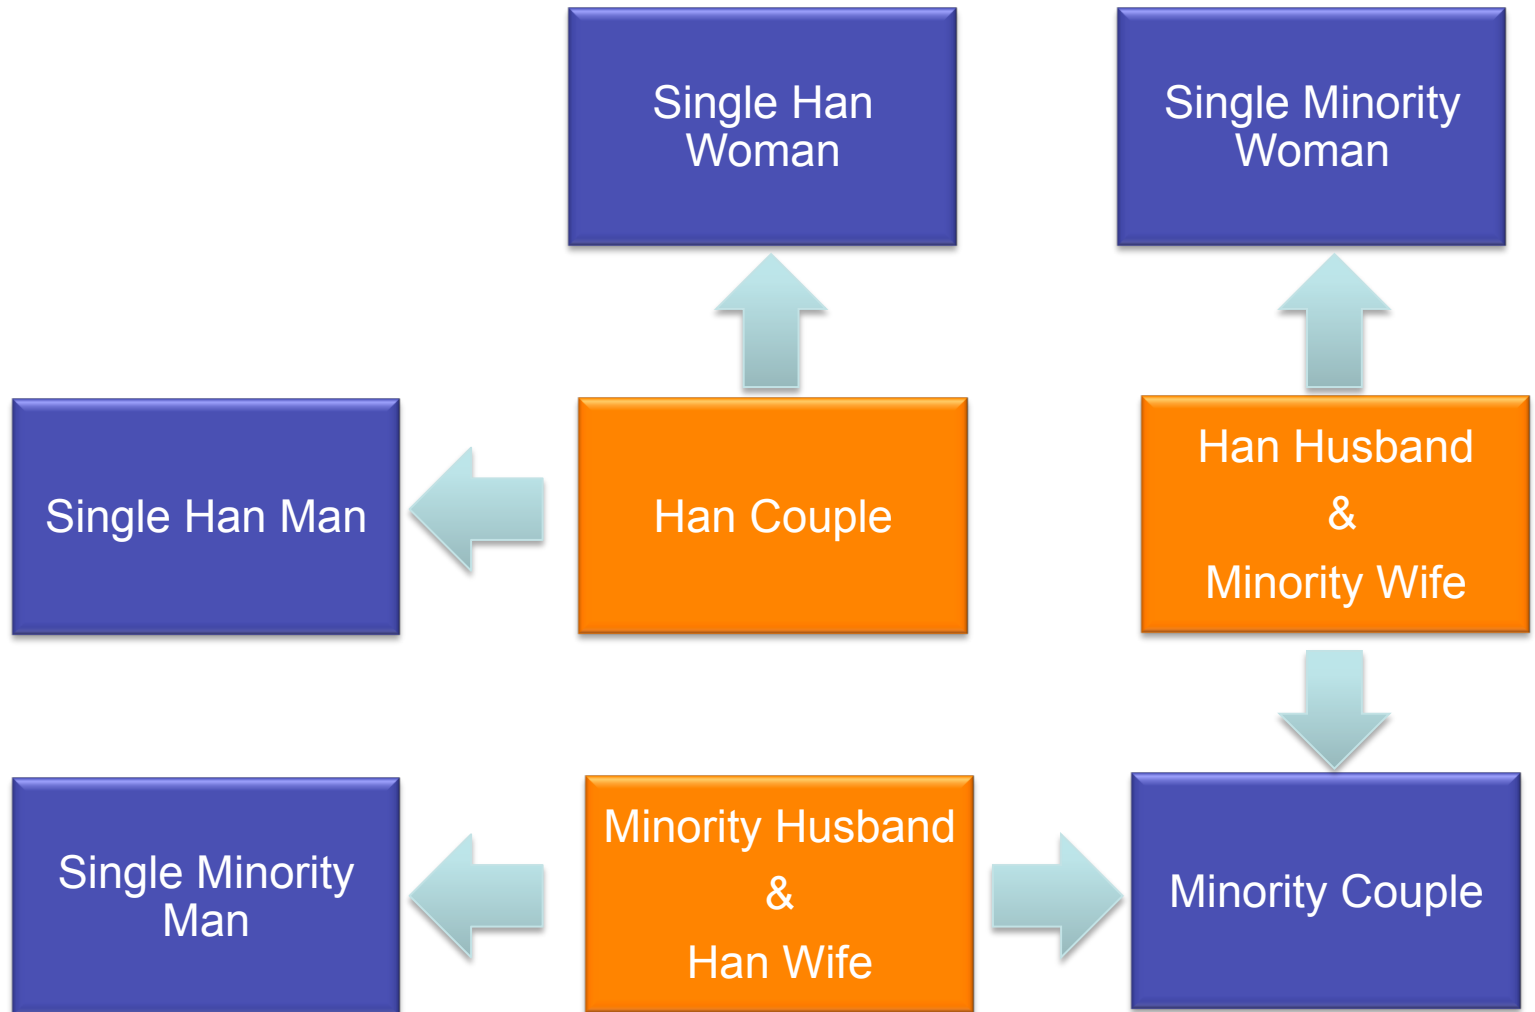 Single Han
Woman
Single Minority
Woman
Single Han Man
Han Couple
Han Husband
&
Minority Wife
Single Minority
Man
Minority Husband
&
Han Wife
Minority Couple